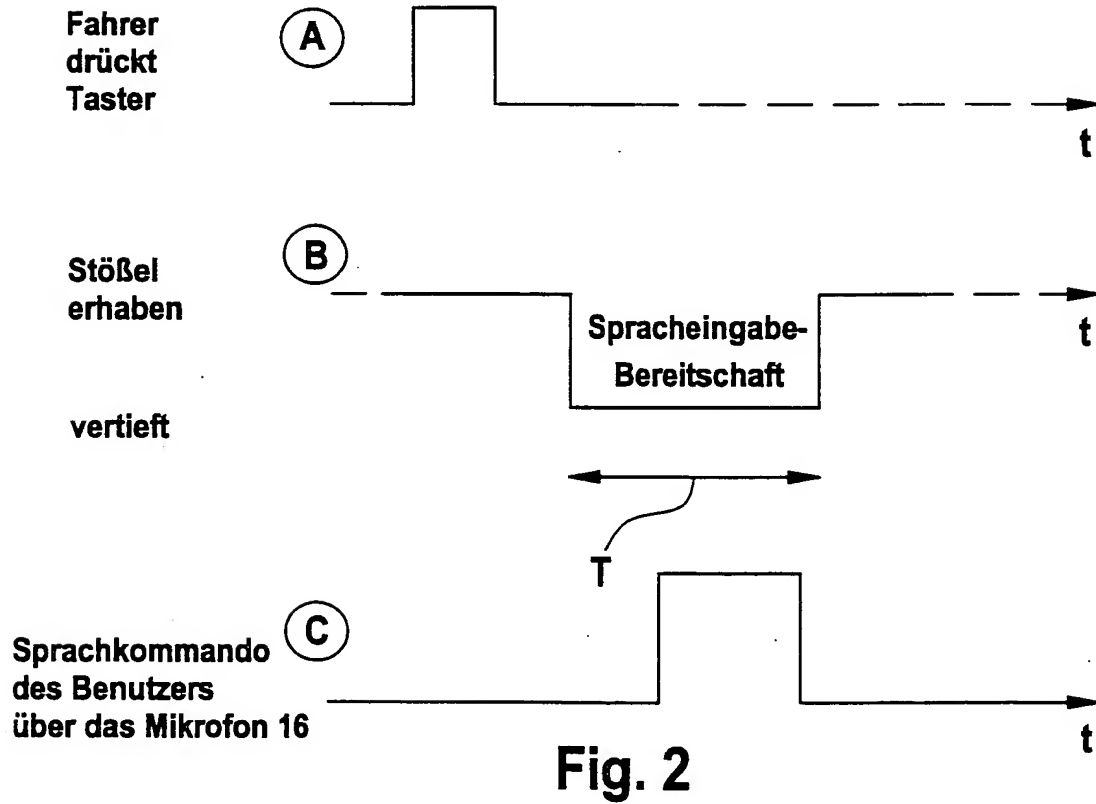 Fahrer
drückt
Taster
A
t
Stößel
erhaben
B
t
Spracheingabe-
Bereitschaft
vertieft
T
Sprachkommando
des Benutzers
über das Mikrofon 16
C
t
Fig. 2